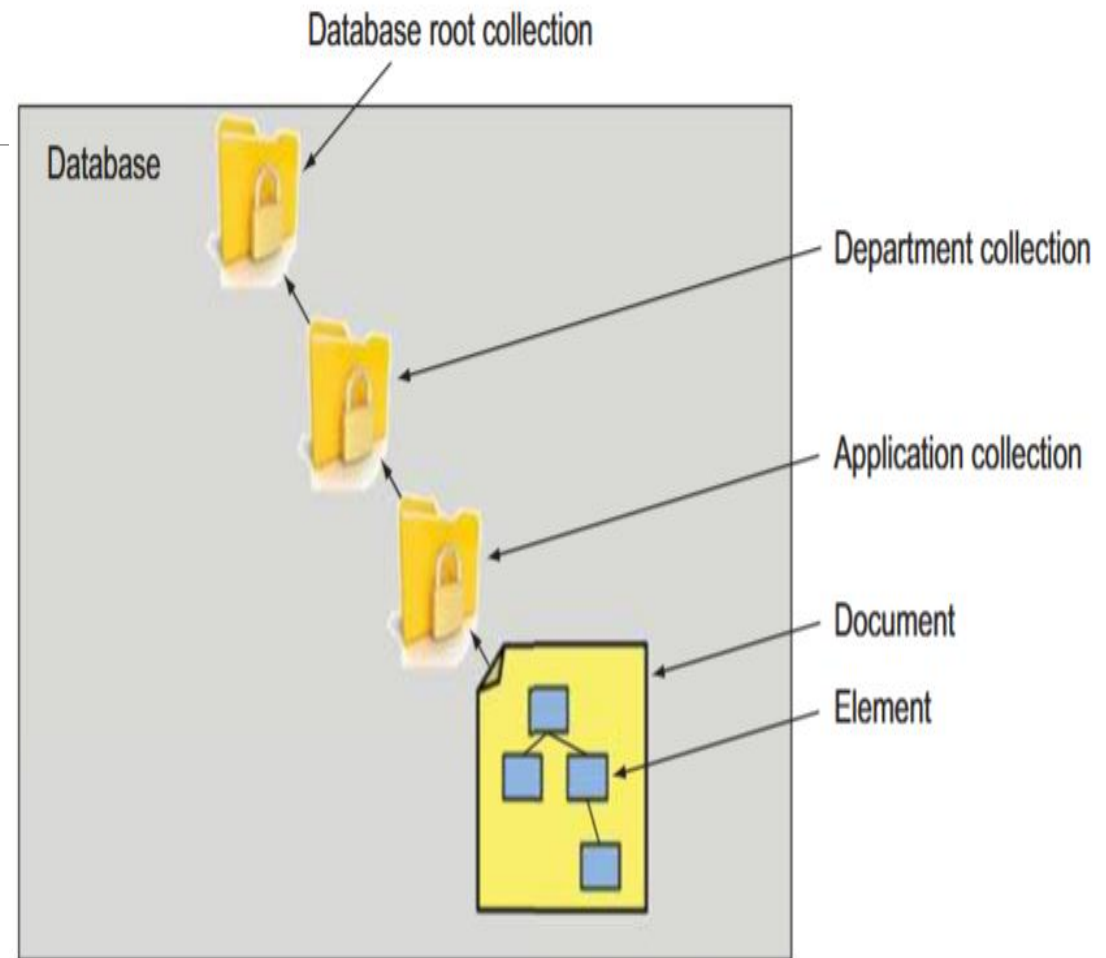 Database root collection
Database
Department collection
Application collection
Document
Element